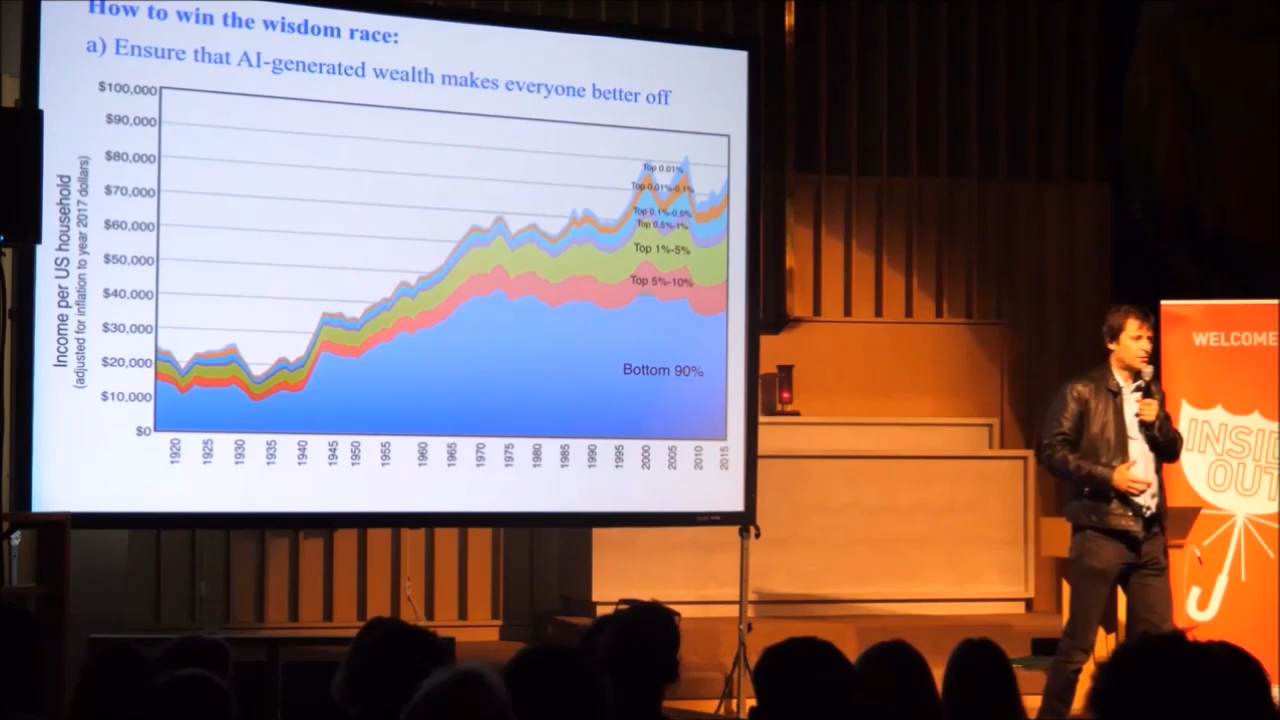 How to win the wisdom race:
a) Ensure that AI-generated wealth makes everyone better off
Income per US household
(adjusted for inflation to year 2017 dollars)
$100,000
$90,000
$80,000
$70,000
$60,000
$50,000
$40,000
$30,000
$20,000
$10,000
$0
Top 0.01%
Top 0.01%-0.1%
Top 0.1%-0.5%
Top 0.5%-1%
Top 1%-5%
Top 5%-10%
Bottom 90%
1920 1925 1930 1935 1940 1945 1950 1955 1960 1965 1970 1975 1980 1985 1990 1995 2000 2005 2010 2015
WELCOME
INSI
OUT